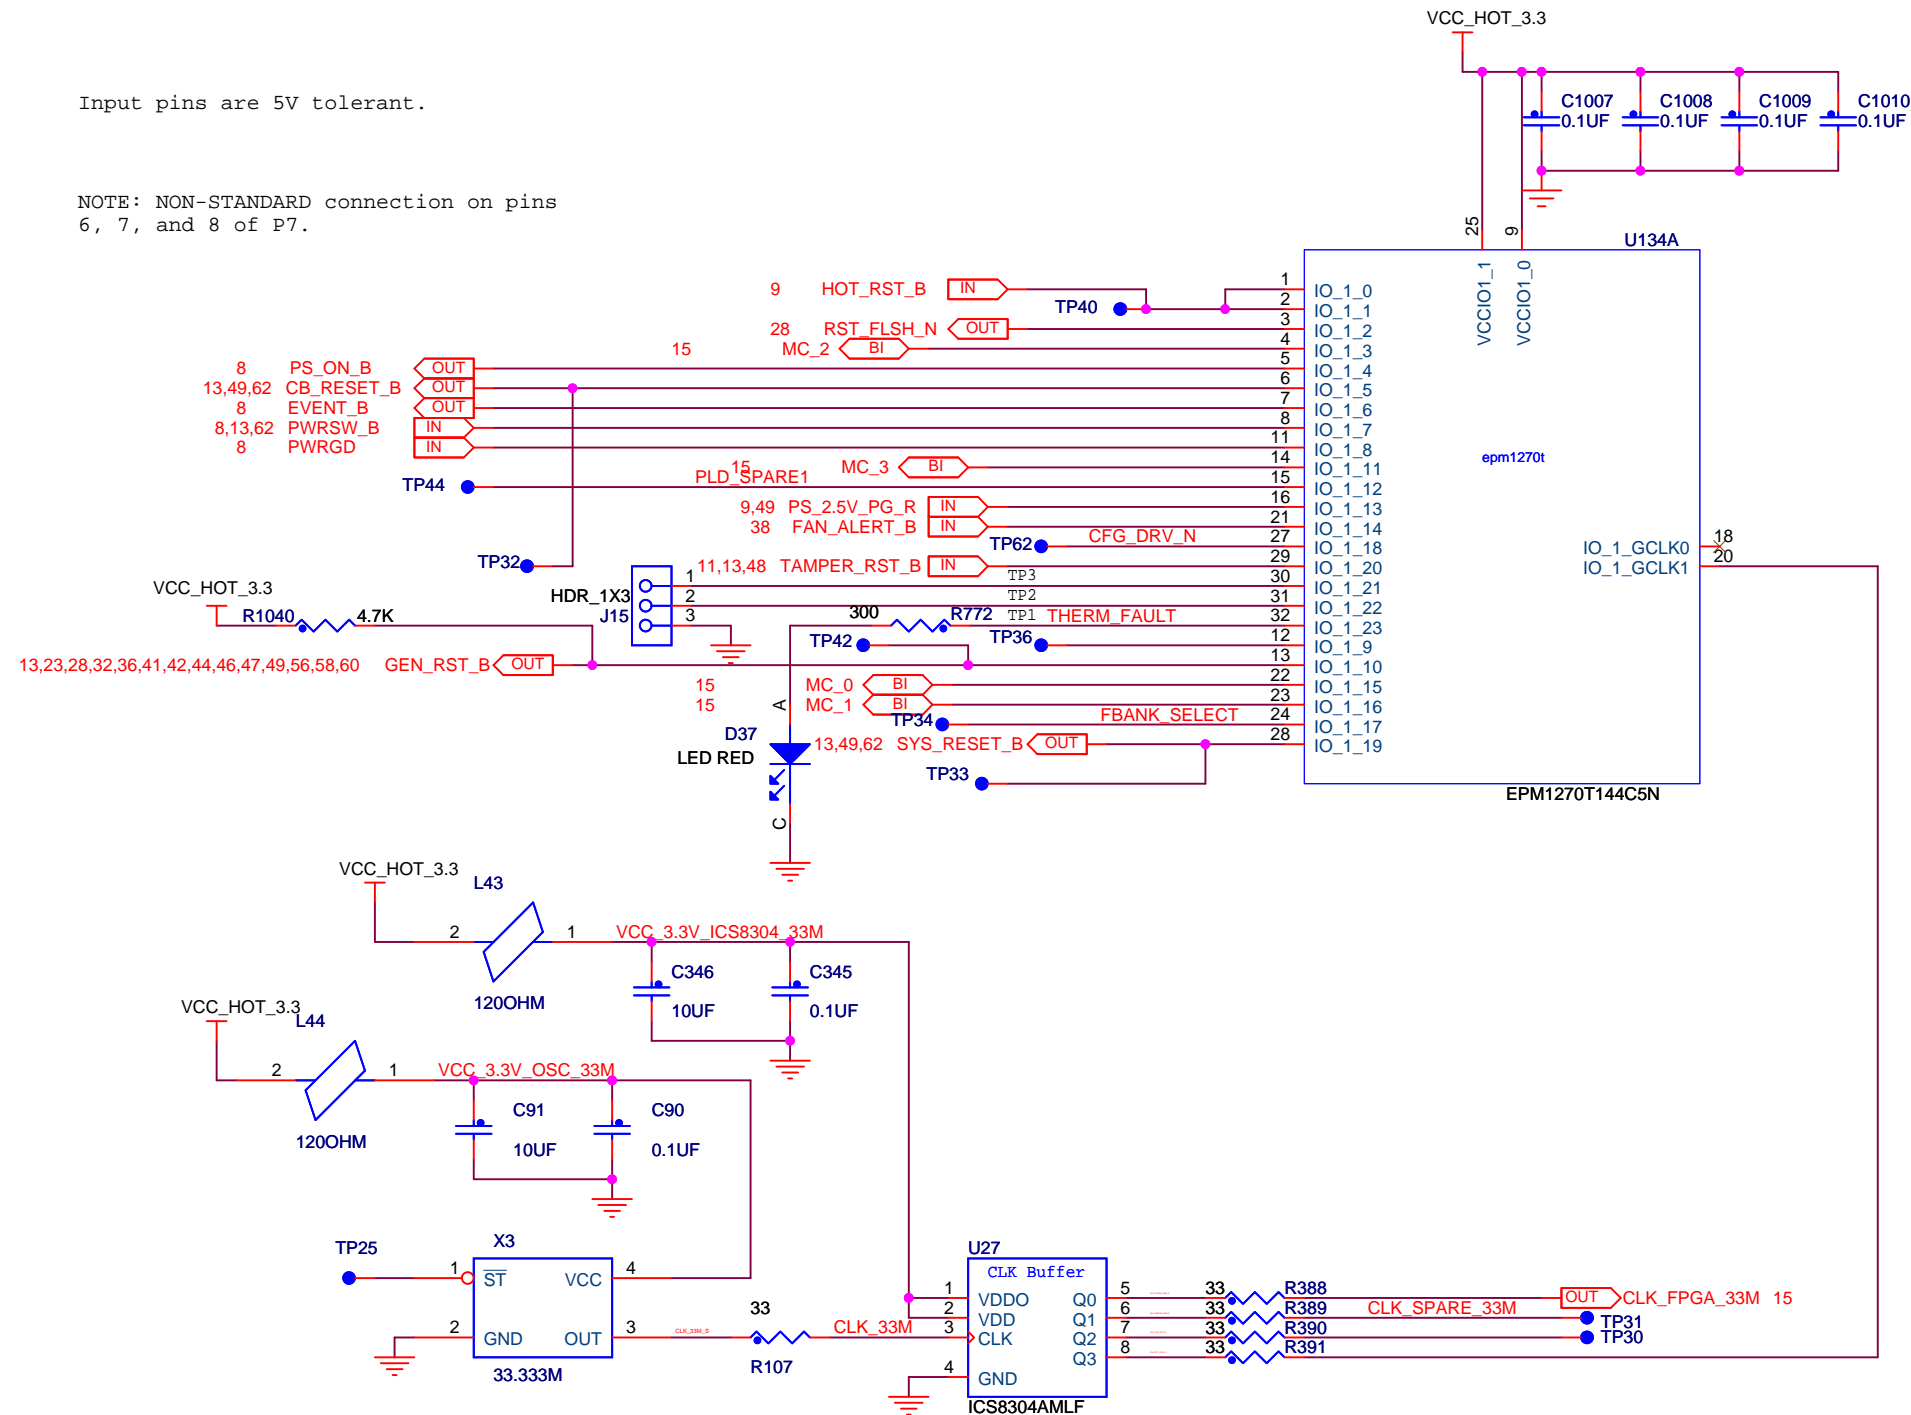 VCC_HOT_3.3
Input pins are 5V tolerant.
C1007
0.1UF
C1008
0.1UF
C1009
0.1UF
C1010
0.1UF
NOTE: NON-STANDARD connection on pins
6, 7, and 8 of P7.
25
9
U134A
VCCIO1_1
VCCIO1_0
9 HOT_RST_B IN 1 IO_1_0
TP40 2 IO_1_1
28 RST_FLSH_N OUT 3 IO_1_2
15 MC_2 BI 4 IO_1_3
8 PS_ON_B OUT 5 IO_1_4
13,49,62 CB_RESET_B OUT 6 IO_1_5
8 EVENT_B OUT 7 IO_1_6
8,13,62 PWRSW_B IN 8 IO_1_7
8 PWRGD IN 11 IO_1_8
epm1270t
15 MC_3 BI 14 IO_1_11
TP44 PLD_SPARE1 15 IO_1_12
9,49 PS_2.5V_PG_R IN 16 IO_1_13
38 FAN_ALERT_B IN 21 IO_1_14
TP62 CFG_DRV_N 27 IO_1_18
IO_1_GCLK0 18
TP32
11,13,48 TAMPER_RST_B IN 29 IO_1_20
IO_1_GCLK1 20
1 TP3 30 IO_1_21
HDR_1X3 2 TP2 31 IO_1_22
J15 3 TP1
VCC_HOT_3.3
R1040 4.7K
300 R772 THERM_FAULT 32 IO_1_23
TP42 TP36 12 IO_1_9
13,23,28,32,36,41,42,44,46,47,49,56,58,60 GEN_RST_B OUT 13 IO_1_10
15 MC_0 BI 22 IO_1_15
15 MC_1 BI 23 IO_1_16
TP34 FBANK_SELECT 24 IO_1_17
13,49,62 SYS_RESET_B OUT 28 IO_1_19
A
D37
LED RED
C
TP33
EPM1270T144C5N
VCC_HOT_3.3
L43
2 1 VCC_3.3V_ICS8304_33M
120OHM
C346
10UF
C345
0.1UF
VCC_HOT_3.3
L44
2 1 VCC_3.3V_OSC_33M
120OHM
C91
10UF
C90
0.1UF
TP25
X3
1 ST VCC 4
2 GND OUT 3
33.333M
CLK_33M_S
33
R107
CLK_33M
U27
CLK Buffer
1 VDDO Q0 5
2 VDD Q1 6
3 CLK Q2 7
Q3 8
4 GND
ICS8304AMLF
33 R388 OUT CLK_FPGA_33M 15
33 R389 CLK_SPARE_33M TP31
33 R390 TP30
33 R391